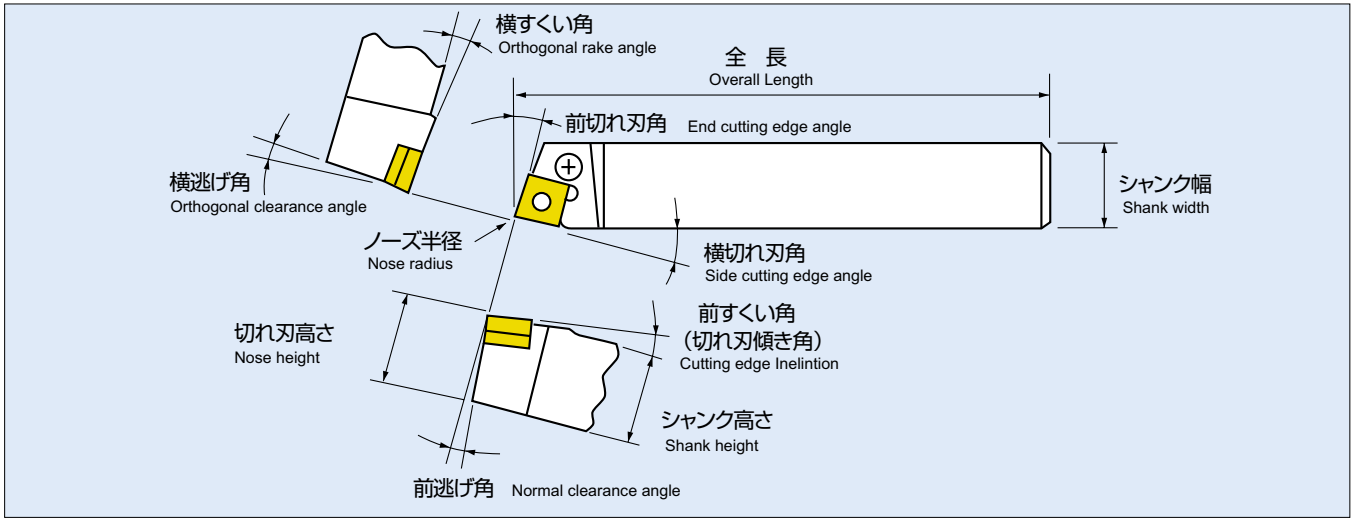 横すくい角
Orthogonal rake angle
全 長
Overall Length
前切れ刃角 End cutting edge angle
横逃げ角
Orthogonal clearance angle
シャンク幅
Shank width
ノーズ半径
Nose radius
横切れ刃角
Side cutting edge angle
切れ刃高さ
Nose height
前すくい角
(切れ刃傾き角)
Cutting edge Inelintion
シャンク高さ
Shank height
前逃げ角 Normal clearance angle